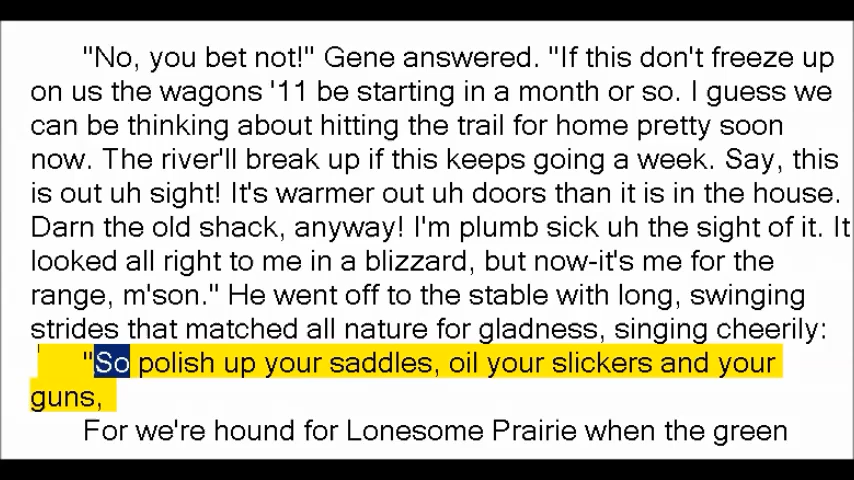 "No, you bet not!" Gene answered. "If this don't freeze up
on us the wagons '11 be starting in a month or so. I guess we
can be thinking about hitting the trail for home pretty soon
now. The river'll break up if this keeps going a week. Say, this
is out uh sight! It's warmer out uh doors than it is in the house.
Darn the old shack, anyway! I'm plumb sick uh the sight of it. It
looked all right to me in a blizzard, but now-it's me for the
range, m'son." He went off to the stable with long, swinging
strides that matched all nature for gladness, singing cheerily:
"So polish up your saddles, oil your slickers and your
guns,
For we're hound for Lonesome Prairie when the green